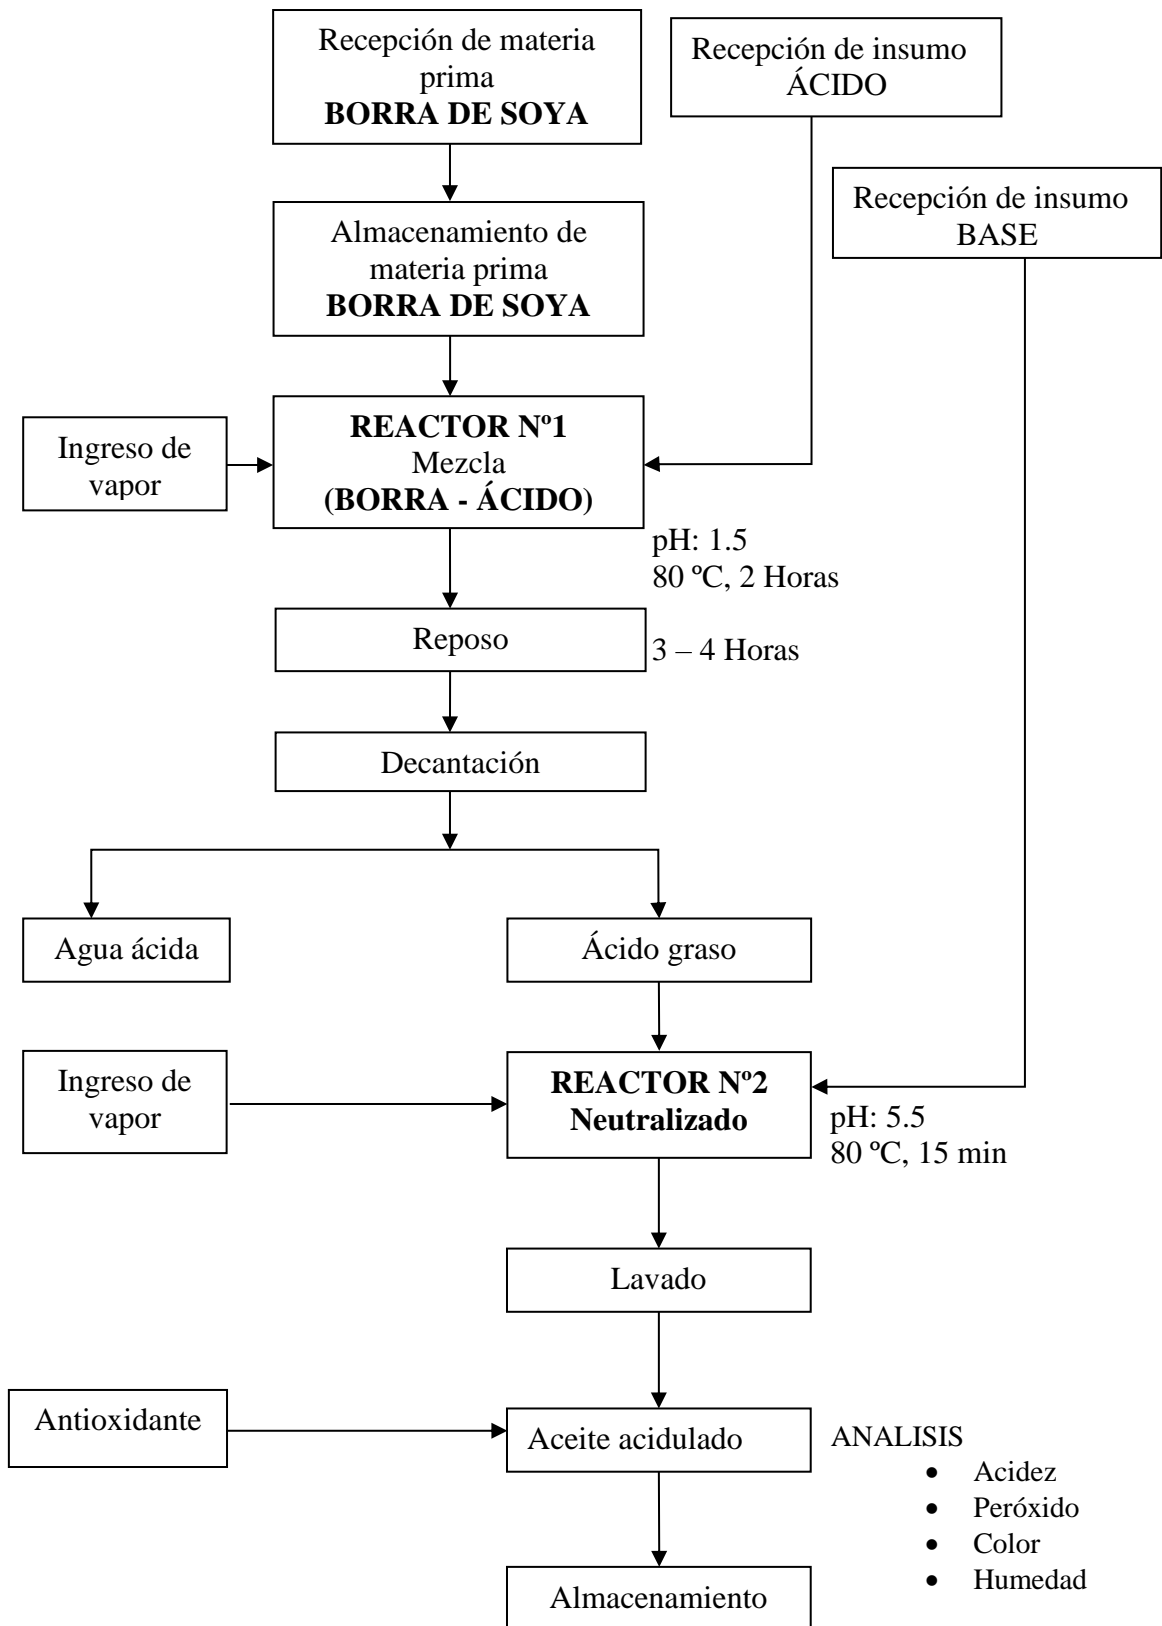 Recepción de materia
prima
BORRA DE SOYA
Recepción de insumo
ÁCIDO
Recepción de insumo
BASE
Almacenamiento de
materia prima
BORRA DE SOYA
Ingreso de
vapor
REACTOR Nº1
Mezcla
(BORRA - ÁCIDO)
pH: 1.5
80 ºC, 2 Horas
Reposo
3 – 4 Horas
Decantación
Agua ácida
Ácido graso
Ingreso de
vapor
REACTOR Nº2
Neutralizado
pH: 5.5
80 ºC, 15 min
Lavado
Antioxidante
Aceite acidulado
ANALISIS
• Acidez
• Peróxido
• Color
• Humedad
Almacenamiento